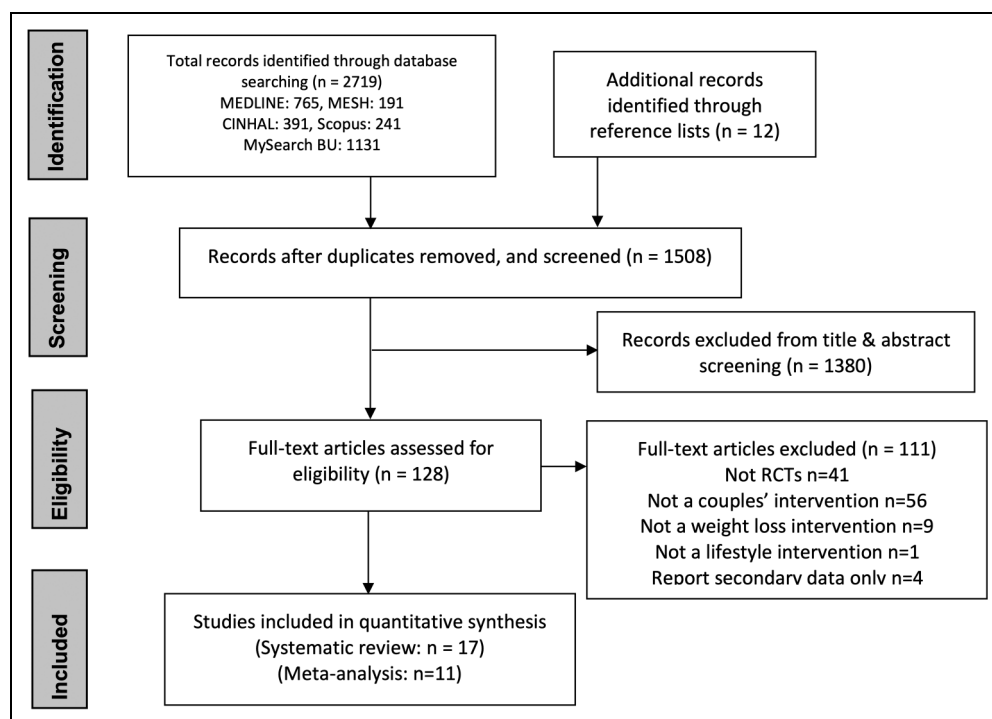 Identification
Total records identified through database
searching (n = 2719)
MEDLINE: 765, MESH: 191
CINHAL: 391, Scopus: 241
MySearch BU: 1131
Additional records
identified through
reference lists (n = 12)
Screening
Records after duplicates removed, and screened (n = 1508)
Records excluded from title & abstract
screening (n = 1380)
Eligibility
Full-text articles assessed for
eligibility (n = 128)
Full-text articles excluded (n = 111)
Not RCTs n=41
Not a couples’ intervention n=56
Not a weight loss intervention n=9
Not a lifestyle intervention n=1
Report secondary data only n=4
Included
Studies included in quantitative synthesis
(Systematic review: n = 17)
(Meta-analysis: n=11)